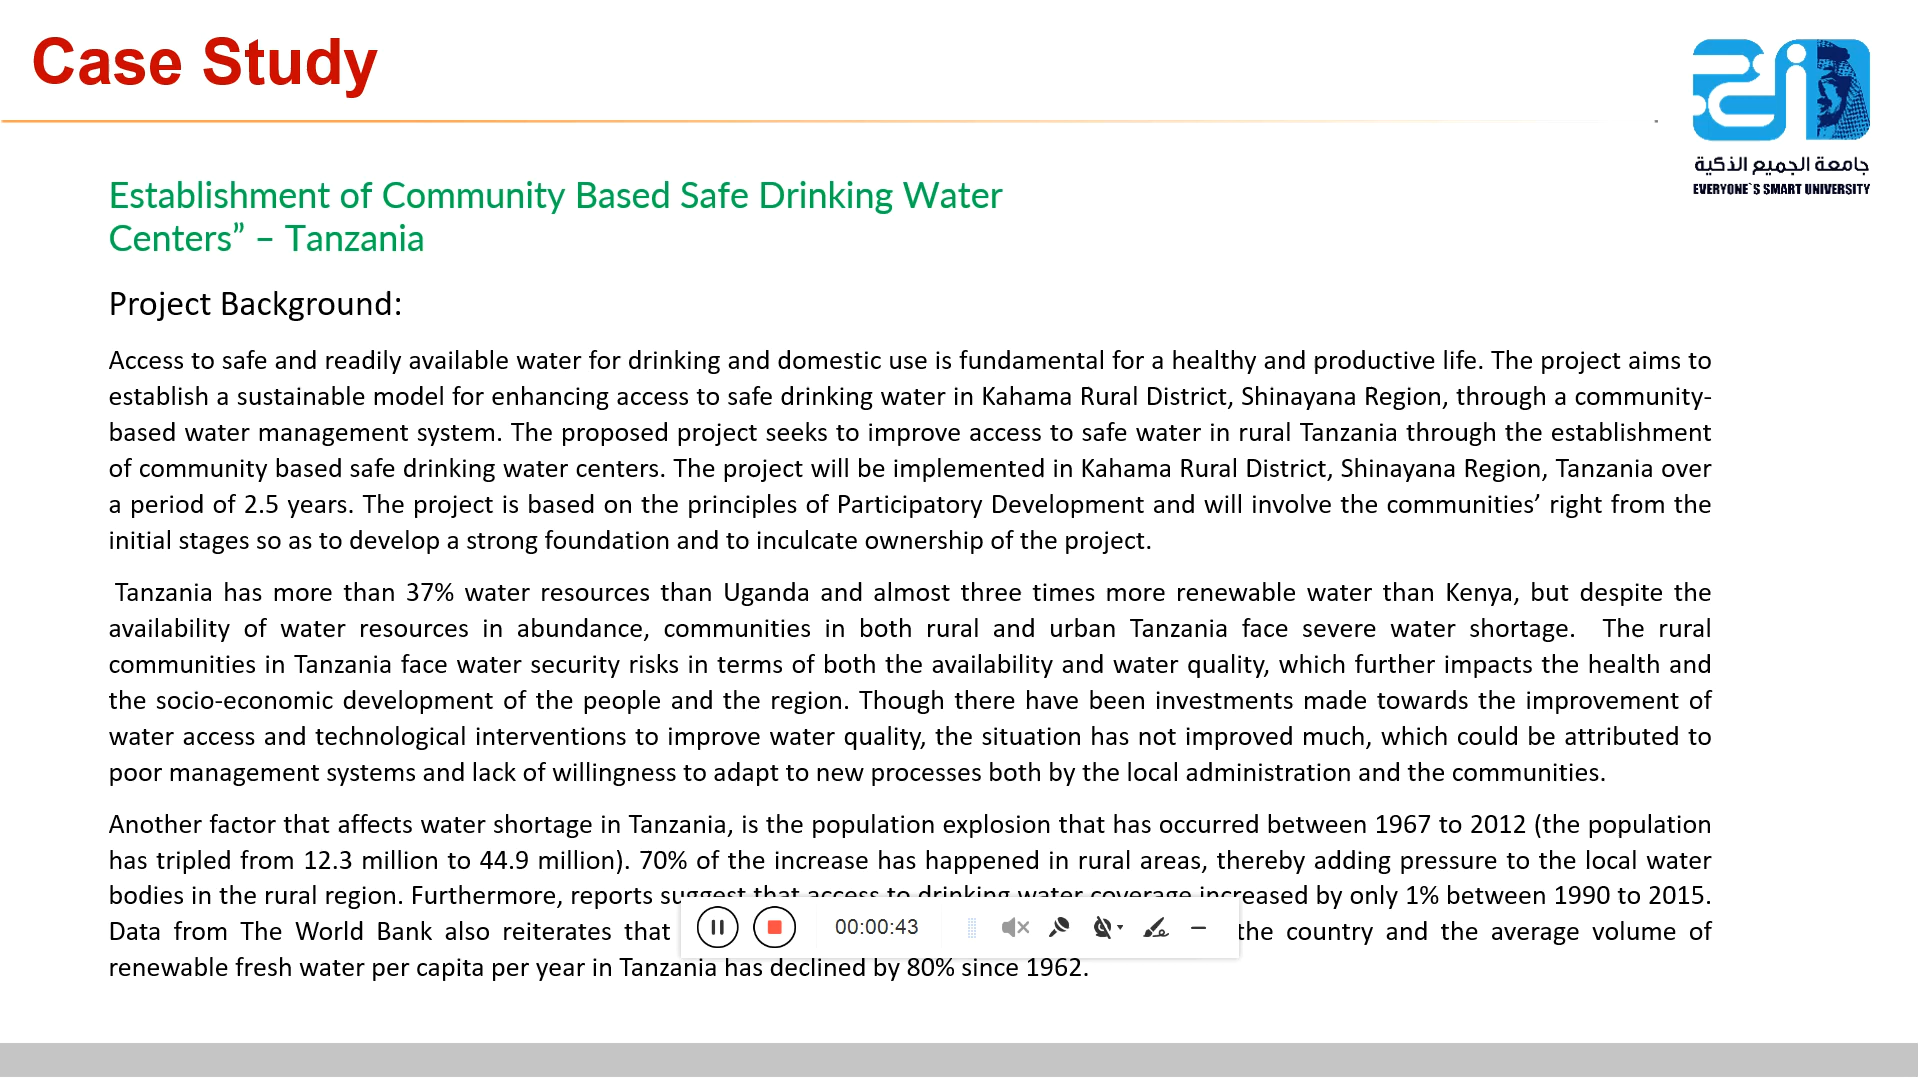 Case Study
جامعة الجميع الذكية
EVERYONE`S SMART UNIVERSITY
Establishment of Community Based Safe Drinking Water
Centers” – Tanzania
Project Background:
Access to safe and readily available water for drinking and domestic use is fundamental for a healthy and productive life. The project aims to
establish a sustainable model for enhancing access to safe drinking water in Kahama Rural District, Shinayana Region, through a community-
based water management system. The proposed project seeks to improve access to safe water in rural Tanzania through the establishment
of community based safe drinking water centers. The project will be implemented in Kahama Rural District, Shinayana Region, Tanzania over
a period of 2.5 years. The project is based on the principles of Participatory Development and will involve the communities’ right from the
initial stages so as to develop a strong foundation and to inculcate ownership of the project.
Tanzania has more than 37% water resources than Uganda and almost three times more renewable water than Kenya, but despite the
availability of water resources in abundance, communities in both rural and urban Tanzania face severe water shortage. The rural
communities in Tanzania face water security risks in terms of both the availability and water quality, which further impacts the health and
the socio-economic development of the people and the region. Though there have been investments made towards the improvement of
water access and technological interventions to improve water quality, the situation has not improved much, which could be attributed to
poor management systems and lack of willingness to adapt to new processes both by the local administration and the communities.
Another factor that affects water shortage in Tanzania, is the population explosion that has occurred between 1967 to 2012 (the population
has tripled from 12.3 million to 44.9 million). 70% of the increase has happened in rural areas, thereby adding pressure to the local water
bodies in the rural region. Furthermore, reports suggest that access to drinking water coverage increased by only 1% between 1990 to 2015.
Data from The World Bank also reiterates that the country and the average volume of
renewable fresh water per capita per year in Tanzania has declined by 80% since 1962.
00:00:43